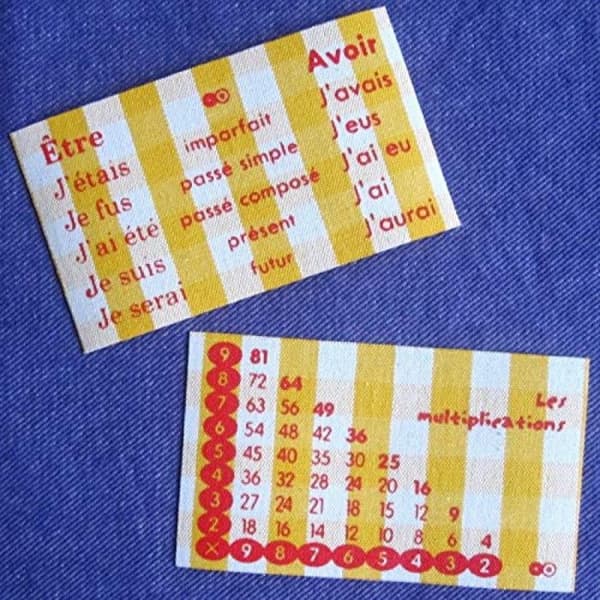 Être Avoir
J'étais imparfait J'avais
Je fus passé simple J'eus
J'ai été passé composé J'ai eu
Je suis présent J'ai
Je serai futur J'aurai
Les
multiplications
9 81
8 72 64
7 63 56 49
6 54 48 42 36
5 45 40 35 30 25
4 36 32 28 24 20 16
3 27 24 21 18 15 12 9
2 18 16 14 12 10 8 6 4
X 9 8 7 6 5 4 3 2